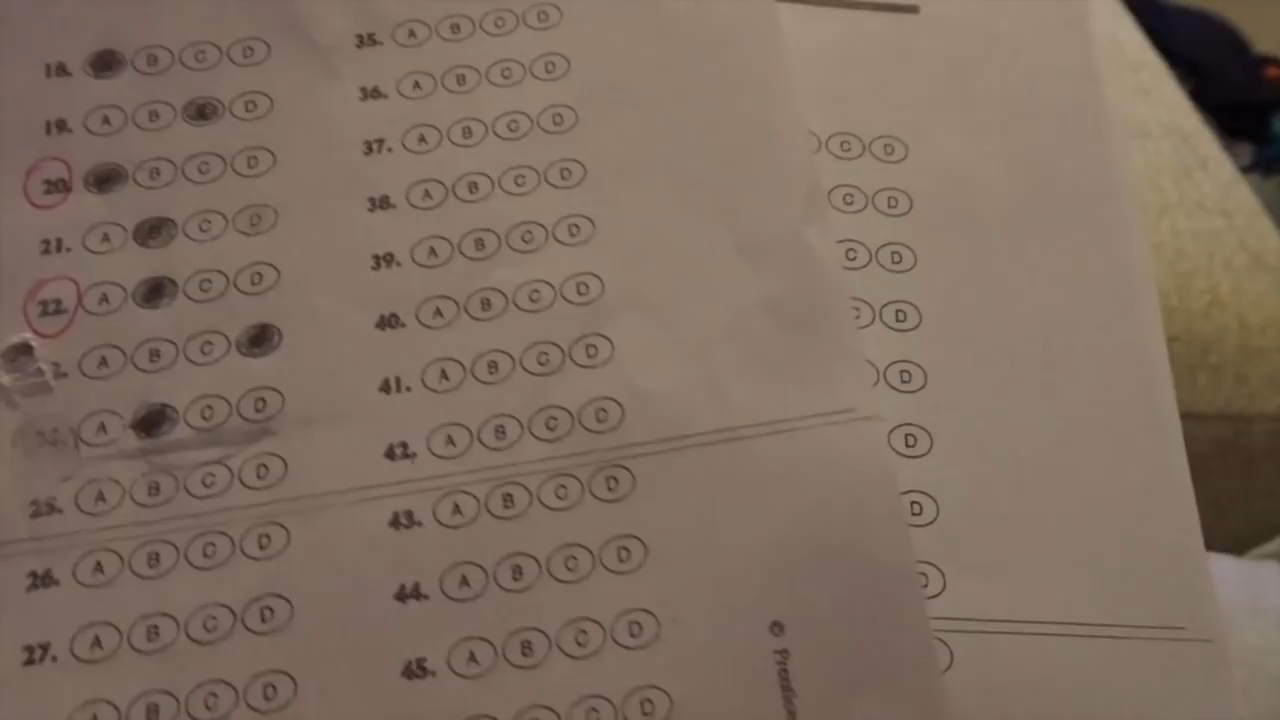 18. B C D
19. A B D
20. B C D
21. A C D
22. A C D
A B C
A C D
25. A B C D
26. A B C D
27. A B C D
B C D
35. A B C D
36. A B C D
37. A B C D
38. A B C D
39. A B C D
40. A B C D
41. A B C D
42. A B C D
43. A B C D
44. A B C D
45. A B C D
C D
C D
C D
C D
D
D
D
D
D
©